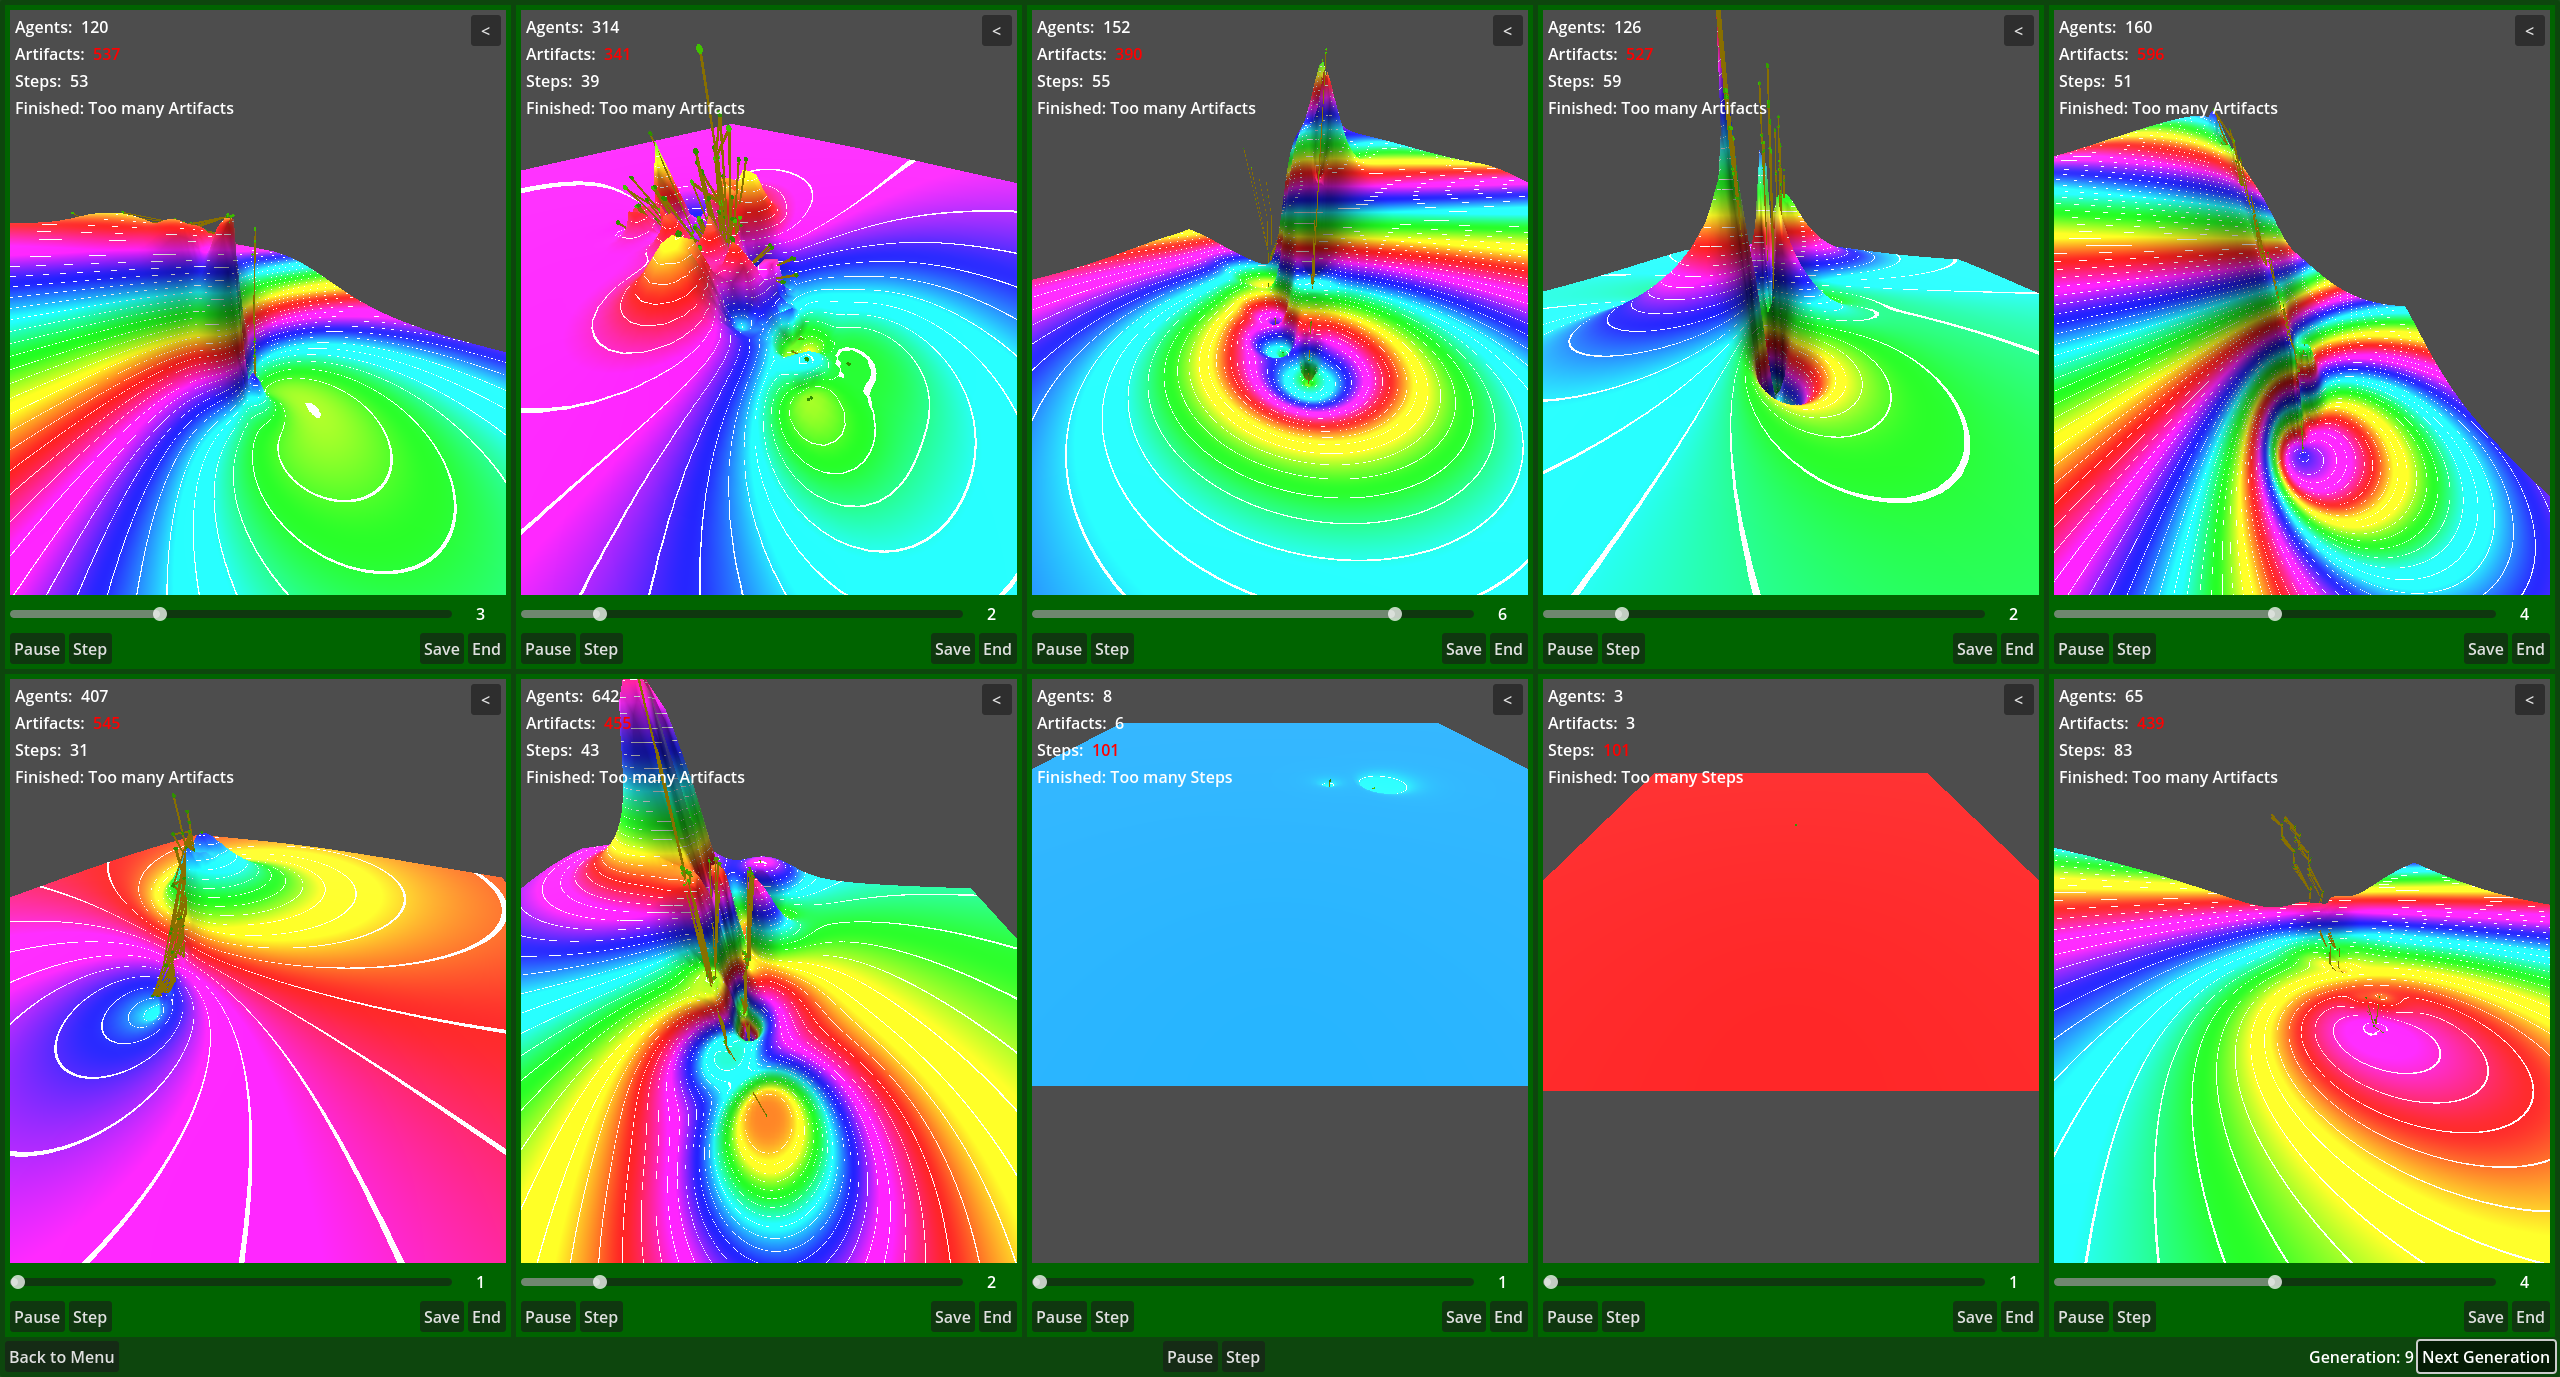 Agents: 120
<
Artifacts: 537
Steps: 53
Finished: Too many Artifacts
3
Pause Step Save End
Agents: 314
<
Artifacts: 341
Steps: 39
Finished: Too many Artifacts
2
Pause Step Save End
Agents: 152
<
Artifacts: 390
Steps: 55
Finished: Too many Artifacts
6
Pause Step Save End
Agents: 126
<
Artifacts: 527
Steps: 59
Finished: Too many Artifacts
2
Pause Step Save End
Agents: 160
<
Artifacts: 596
Steps: 51
Finished: Too many Artifacts
4
Pause Step Save End
Agents: 407
<
Artifacts: 545
Steps: 31
Finished: Too many Artifacts
1
Pause Step Save End
Agents: 642
<
Artifacts: 455
Steps: 43
Finished: Too many Artifacts
2
Pause Step Save End
Agents: 8
<
Artifacts: 6
Steps: 101
Finished: Too many Steps
1
Pause Step Save End
Agents: 3
<
Artifacts: 3
Steps: 101
Finished: Too many Steps
1
Pause Step Save End
Agents: 65
<
Artifacts: 439
Steps: 83
Finished: Too many Artifacts
4
Pause Step Save End
Back to Menu Pause Step Generation: 9 Next Generation